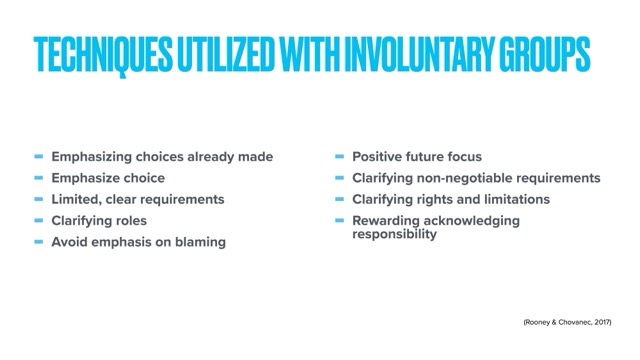 TECHNIQUES UTILIZED WITH INVOLUNTARY GROUPS
Emphasizing choices already made
Emphasize choice
Limited, clear requirements
Clarifying roles
Avoid emphasis on blaming
Positive future focus
Clarifying non-negotiable requirements
Clarifying rights and limitations
Rewarding acknowledging
responsibility
(Rooney & Chovanec, 2017)